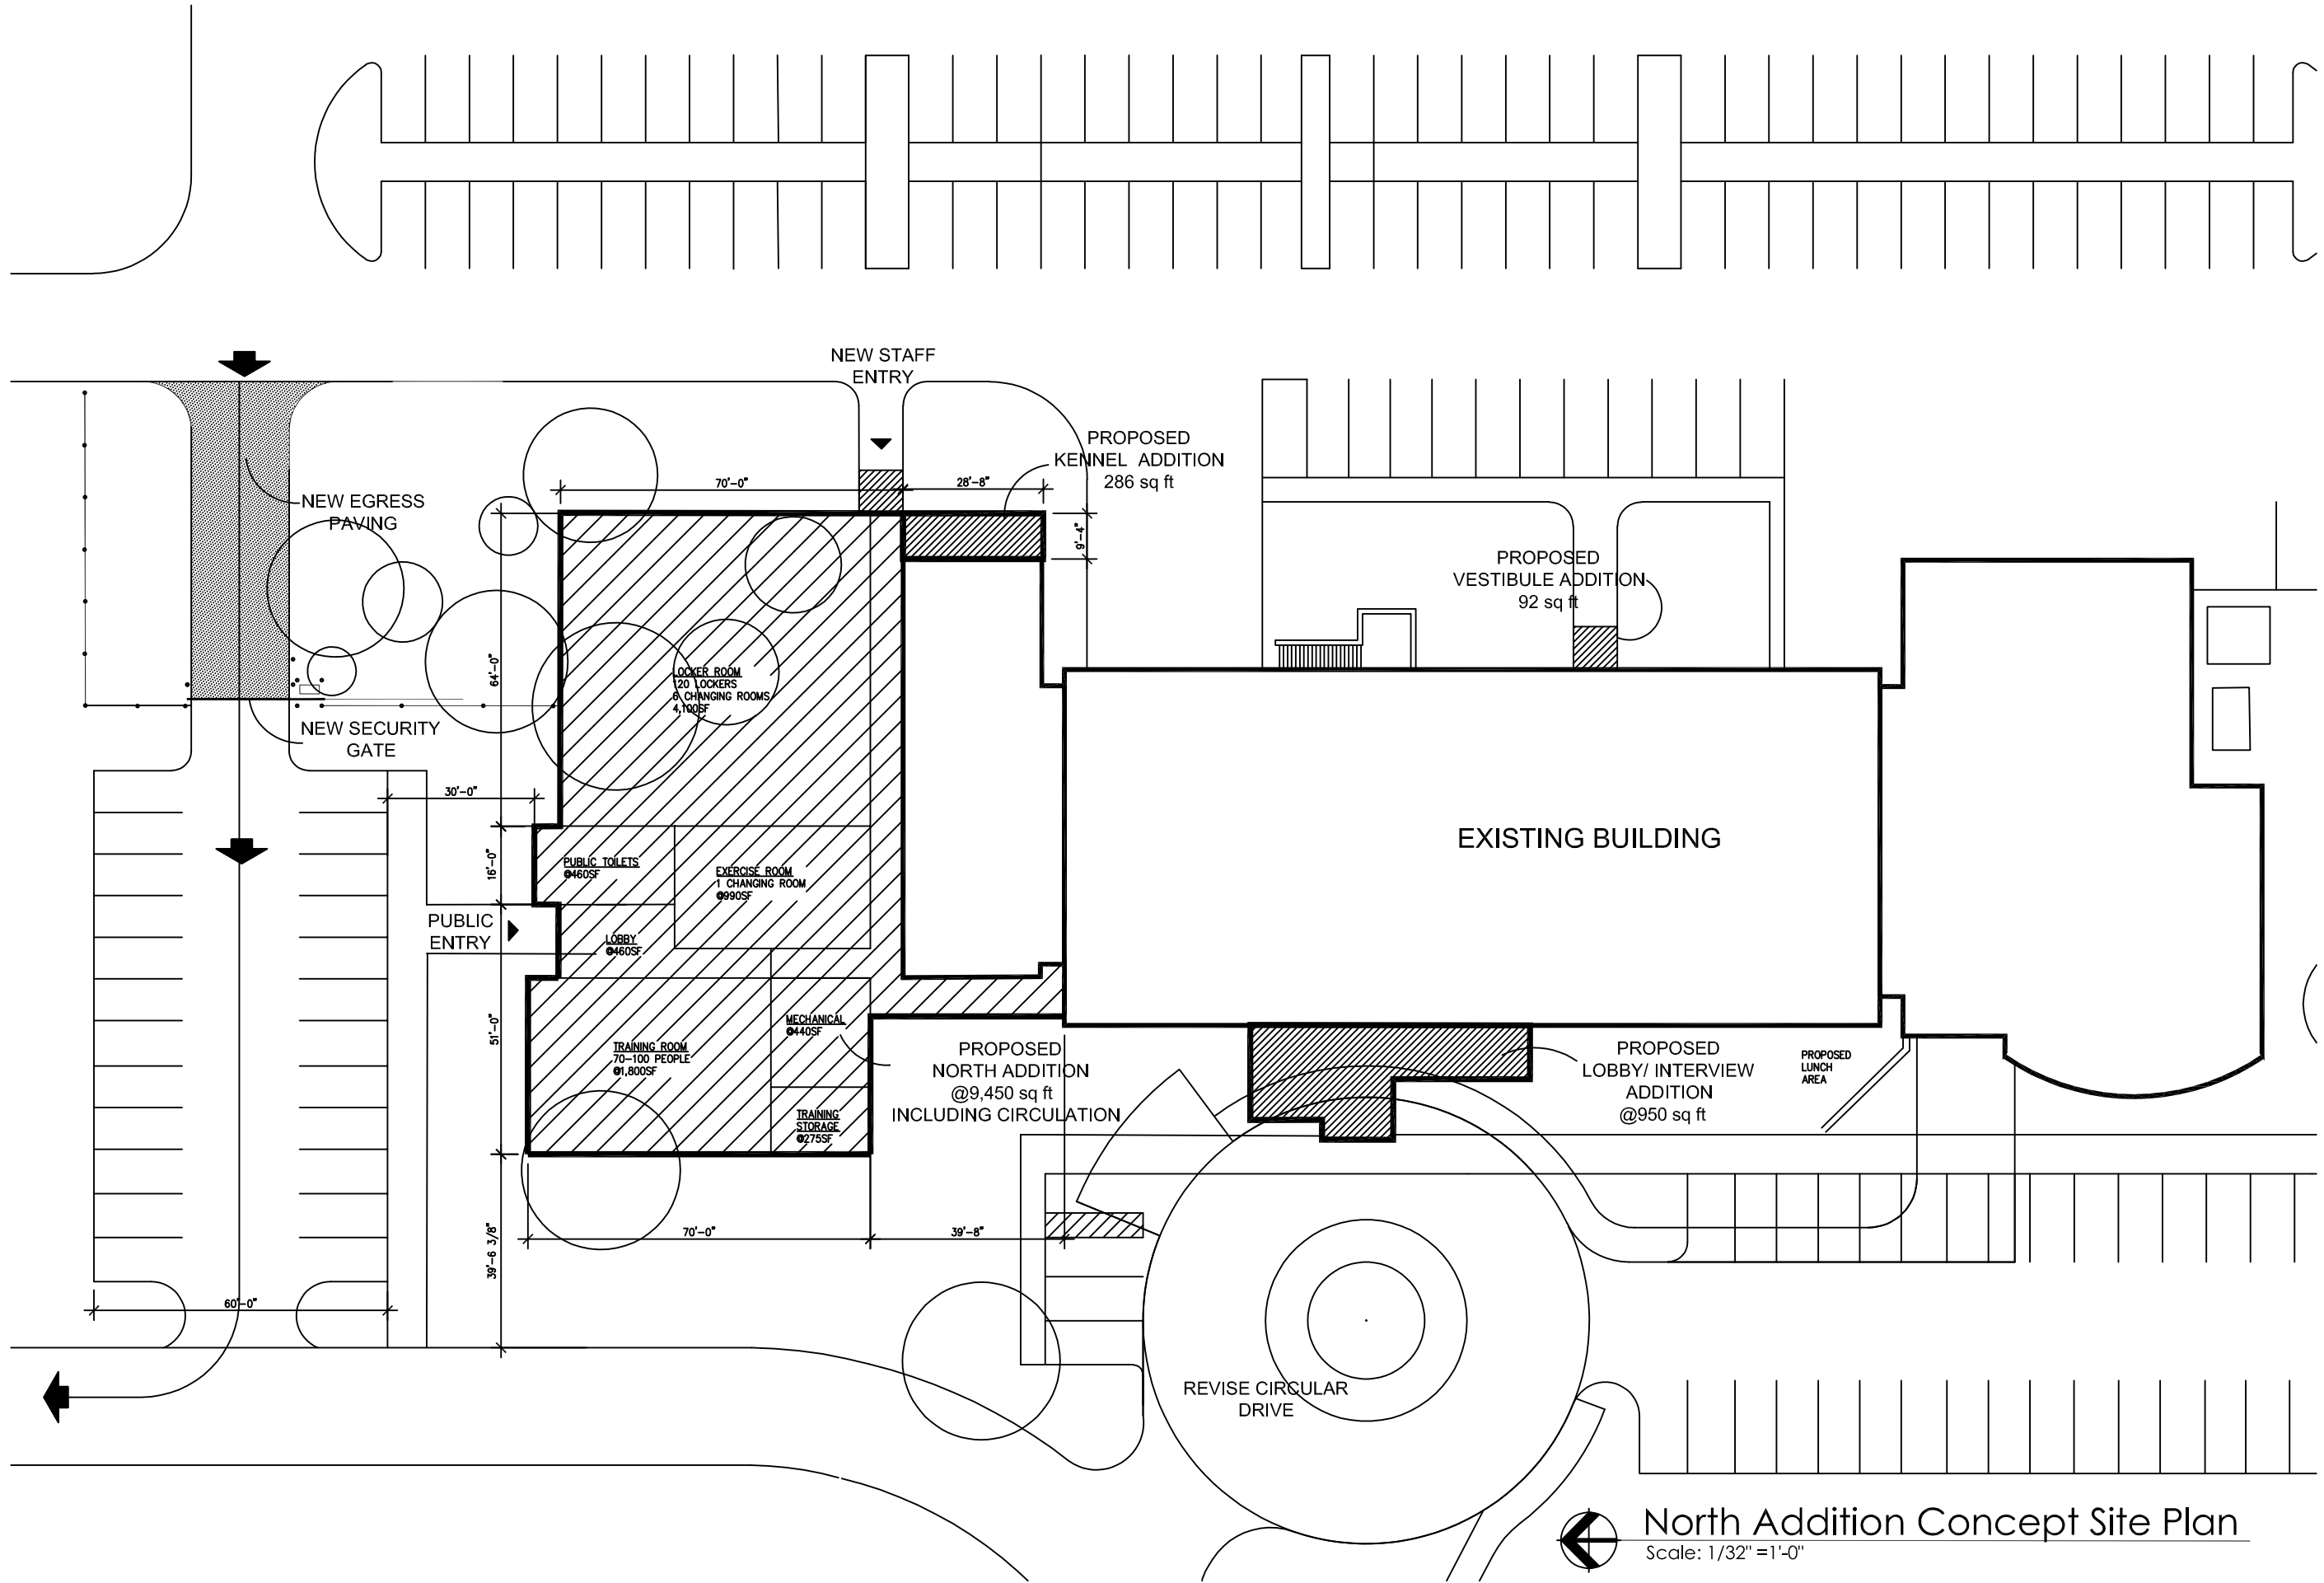 NEW STAFF
ENTRY
PROPOSED
KENNEL ADDITION
286 sq ft
70'-0"
28'-8"
9'-4"
NEW EGRESS
PAVING
PROPOSED
VESTIBULE ADDITION
92 sq ft
64'-0"
LOCKER ROOM
120 LOCKERS
6 CHANGING ROOMS
4,100SF
NEW SECURITY
GATE
30'-0"
EXISTING BUILDING
16'-0"
PUBLIC TOILETS
@460SF
EXERCISE ROOM
1 CHANGING ROOM
@990SF
PUBLIC
ENTRY
LOBBY
@460SF
51'-0"
MECHANICAL
@440SF
TRAINING ROOM
70-100 PEOPLE
@1,800SF
PROPOSED
NORTH ADDITION
@9,450 sq ft
INCLUDING CIRCULATION
PROPOSED
LOBBY/ INTERVIEW
ADDITION
@950 sq ft
PROPOSED
LUNCH
AREA
TRAINING
STORAGE
@275SF
70'-0"
39'-8"
39'-6 3/8"
60'-0"
REVISE CIRCULAR
DRIVE
North Addition Concept Site Plan
Scale: 1/32" =1'-0"